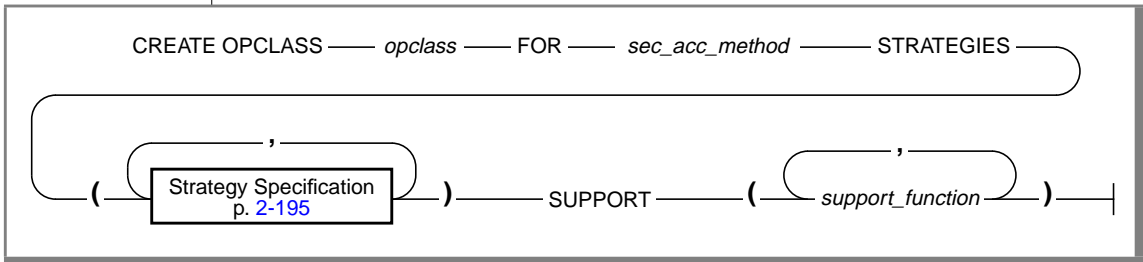 CREATE OPCLASS opclass FOR sec_acc_method STRATEGIES
, ,
( Strategy Specification ) SUPPORT ( support_function )
p. 2-195